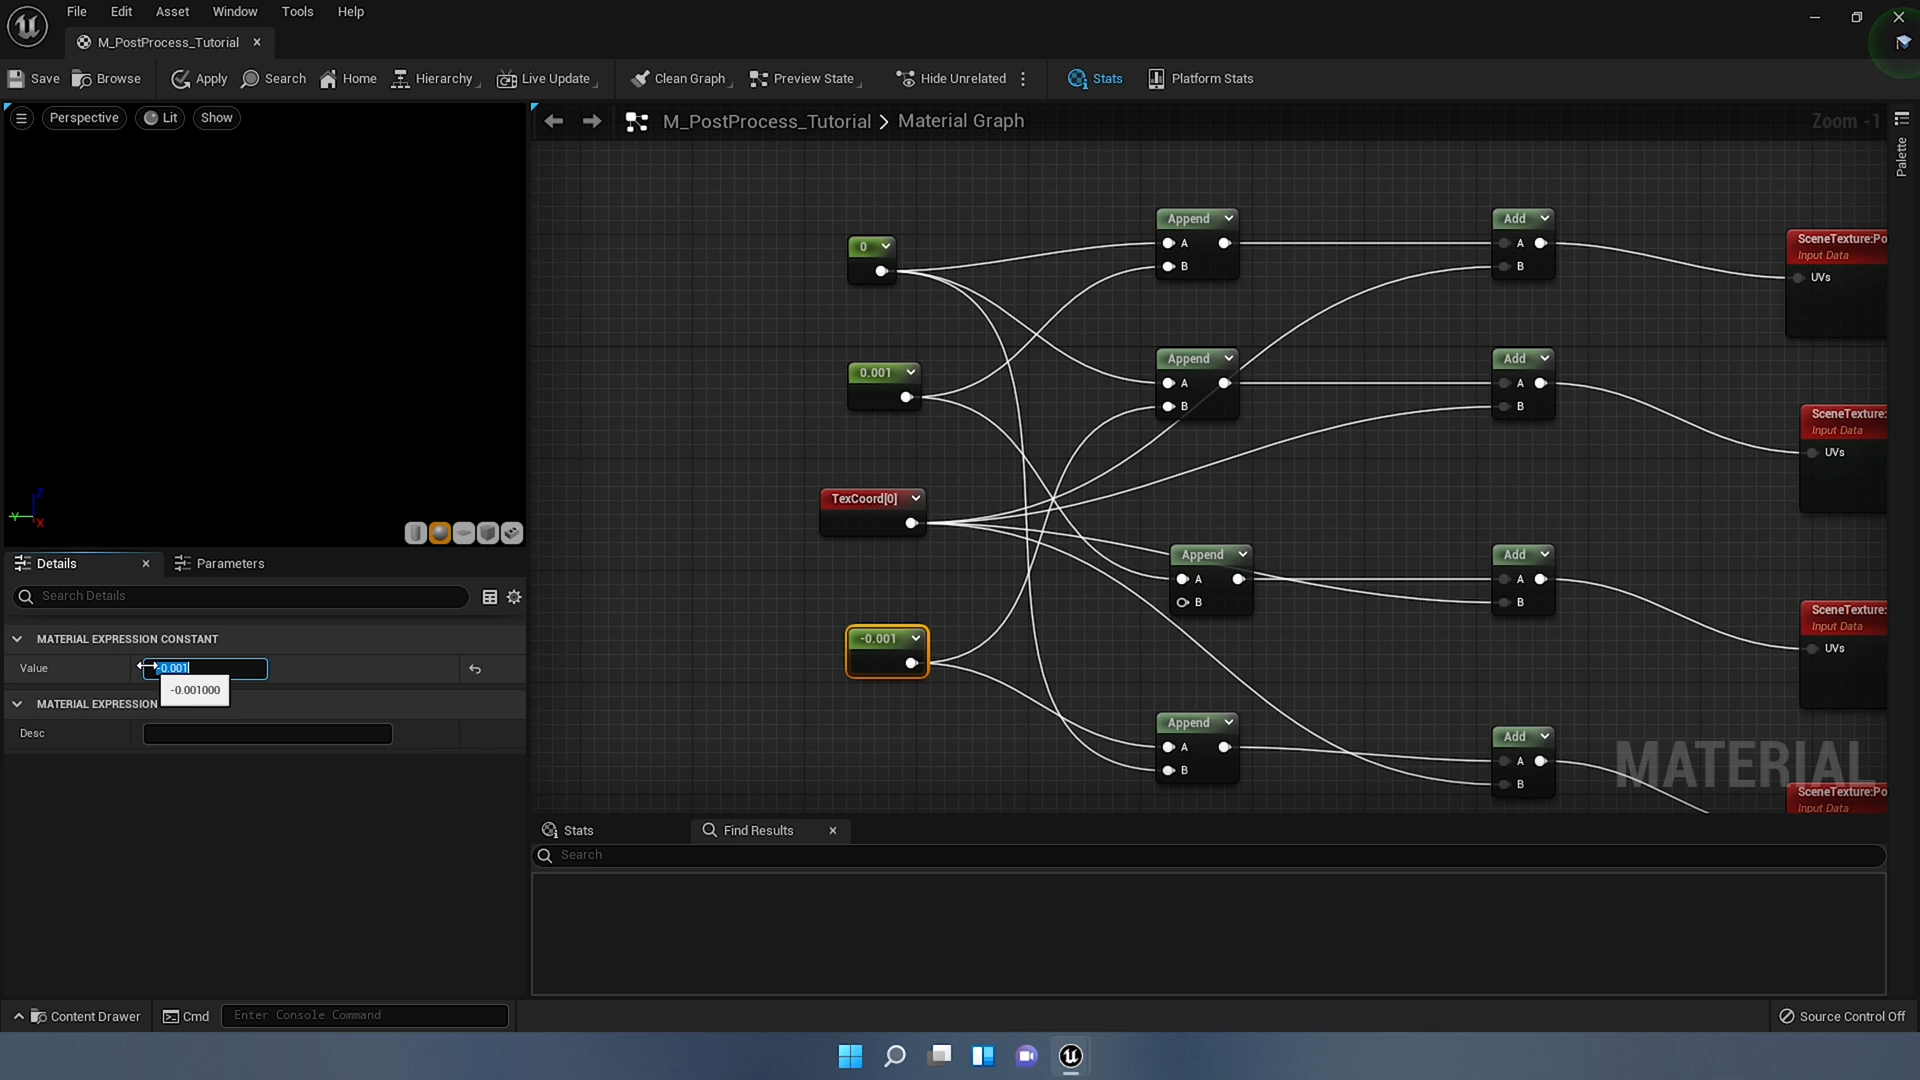 File Edit Asset Window Tools Help
M_PostProcess_Tutorial
Save Browse Apply Search Home Hierarchy Live Update Clean Graph Preview State Hide Unrelated Stats Platform Stats
Perspective Lit Show
M_PostProcess_Tutorial > Material Graph
Zoom -1
Palette
0
0.001
TexCoord[0]
-0.001
Append
A
B
Append
A
B
Append
A
B
Append
A
B
Add
A
B
Add
A
B
Add
A
B
Add
A
B
SceneTexture:Po
Input Data
UVs
SceneTexture:
Input Data
UVs
SceneTexture:
Input Data
UVs
SceneTexture:Po
Input Data
MATERIAL
Z
Y
X
Details Parameters
Search Details
MATERIAL EXPRESSION CONSTANT
Value -0.001
-0.001000
MATERIAL EXPRESSION
Desc
Stats Find Results
Search
Content Drawer Cmd Enter Console Command Source Control Off